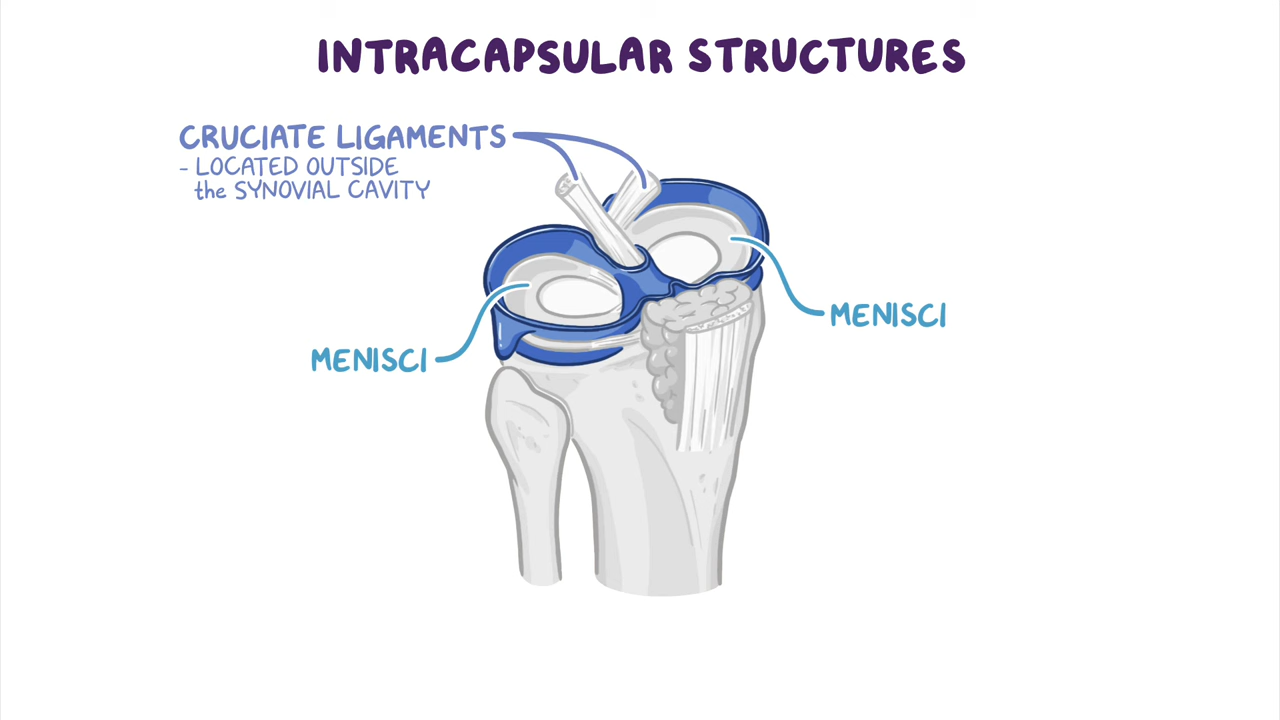 INTRACAPSULAR STRUCTURES
CRUCIATE LIGAMENTS
- LOCATED OUTSIDE
the SYNOVIAL CAVITY
MENISCI
MENISCI